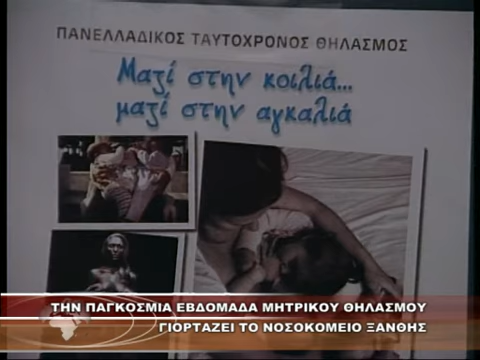 ΠΑΝΕΛΛΑΔΙΚΟΣ ΤΑΥΤΟΧΡΟΝΟΣ ΘΗΛΑΣΜΟΣ
Μαζί στην κοιλιά...
μαζί στην αγκαλιά
ΤΗΝ ΠΑΓΚΟΣΜΙΑ ΕΒΔΟΜΑΔΑ ΜΗΤΡΙΚΟΥ ΘΗΛΑΣΜΟΥ
ΓΙΟΡΤΑΖΕΙ ΤΟ ΝΟΣΟΚΟΜΕΙΟ ΞΑΝΘΗΣ